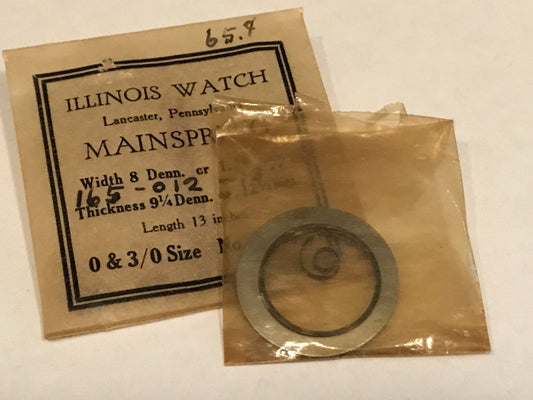 65.4
ILLINOIS WATCH
Lancaster,
MAINSPR
Width 8 Denn. or
165-012
Thickness 9¼ Denn.
Length 13
0 & 3/0 Size